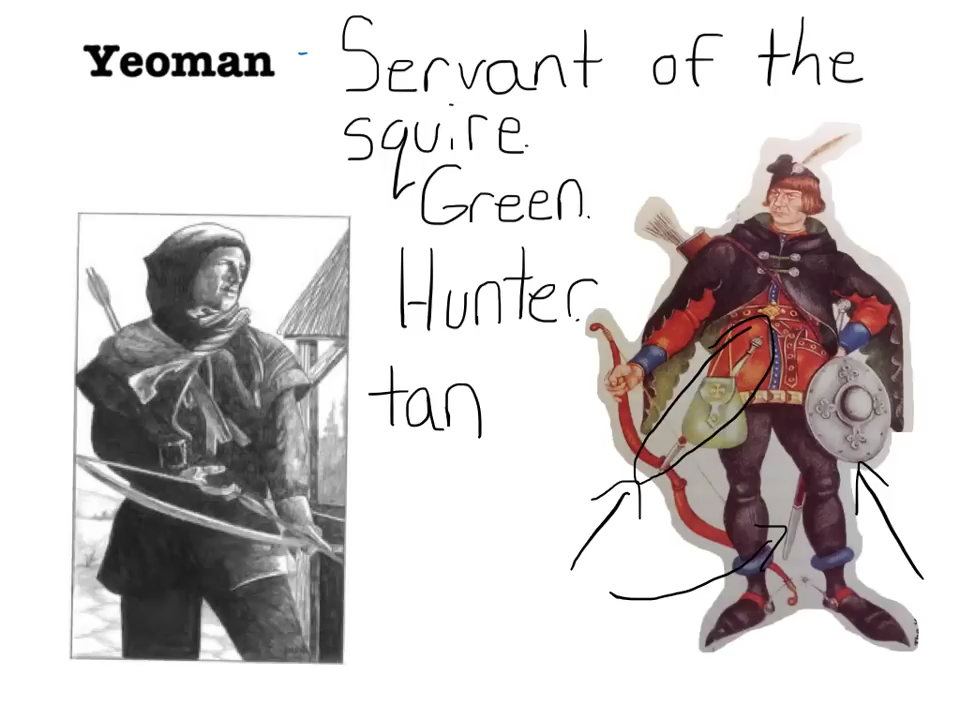 Yeoman - Servant of the
squire.
Green.
Hunter.
tan